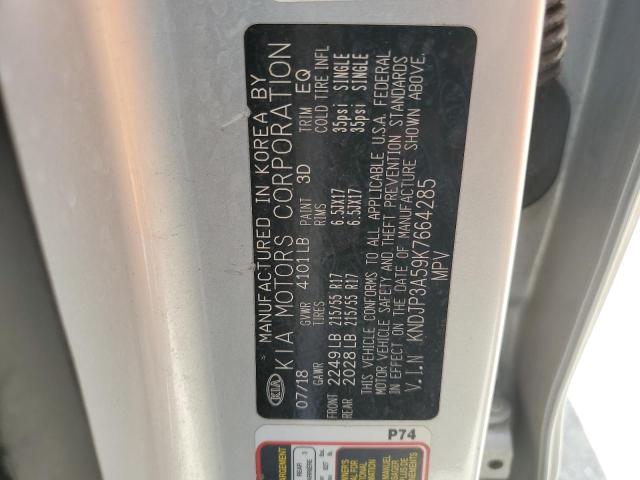 KIA
MANUFACTURED IN KOREA BY
KIA MOTORS CORPORATION
07/18 GVWR 4101LB PAINT 3D TRIM EQ
GAWR TIRES RIMS COLD TIRE INFL
FRONT 2249LB 215/55 R17 6.5JX17 35psi SINGLE
REAR 2028LB 215/55 R17 6.5JX17 35psi SINGLE
THIS VEHICLE CONFORMS TO ALL APPLICABLE U.S.A. FEDERAL
MOTOR VEHICLE SAFETY AND THEFT PREVENTION STANDARDS
IN EFFECT ON THE DATE OF MANUFACTURE SHOWN ABOVE.
V.I.N KNDJP3A59K7664285
MPV
P74
REAR 3